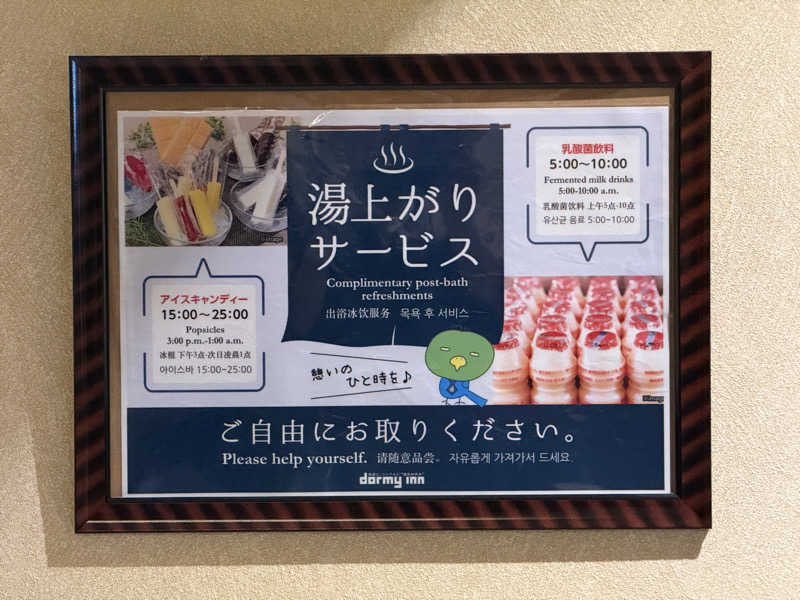 湯上がり
サービス
Complimentary post-bath
refreshments
出浴冰饮服务 목욕 후 서비스
乳酸菌飲料
5:00～10:00
Fermented milk drinks
5:00-10:00 a.m.
乳酸菌饮料 上午5点-10点
유산균 음료 5:00~10:00
アイスキャンディー
15:00～25:00
Popsicles
3:00 p.m.-1:00 a.m.
冰棍 下午3点-次日凌晨1点
아이스바 15:00~25:00
憩いの
ひと時を♪
ご自由にお取りください。
Please help yourself. 请随意品尝。 자유롭게 가져가서 드세요.
dormy inn